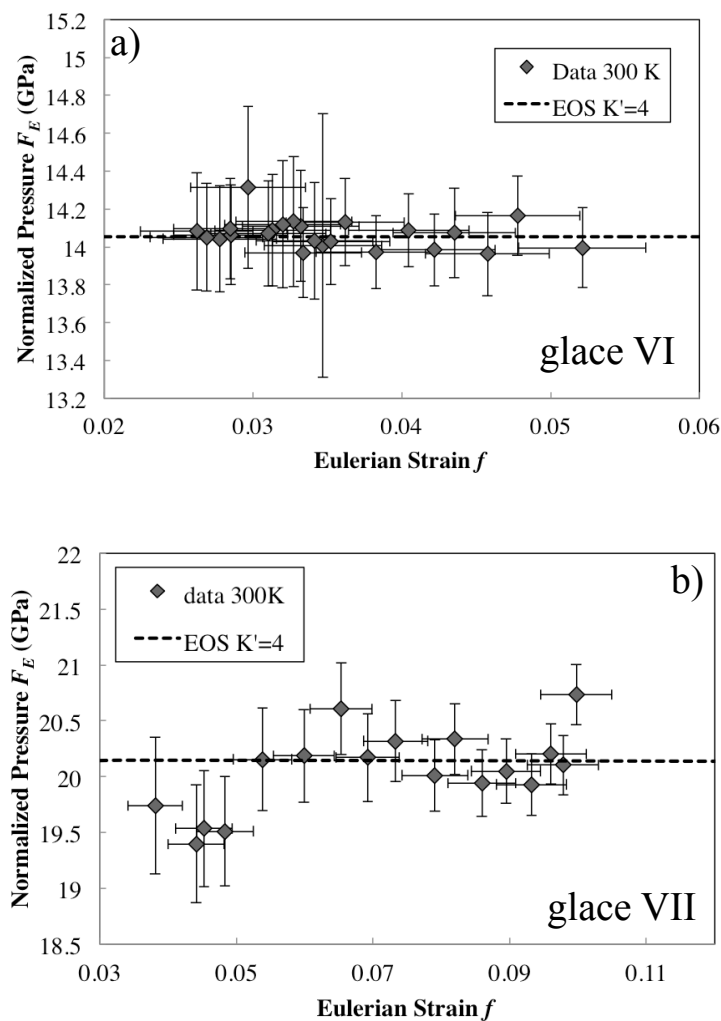 a)
15.2
15
14.8
14.6
14.4
14.2
14
13.8
13.6
13.4
13.2
Normalized Pressure F_E (GPa)
Data 300 K
EOS K'=4
glace VI
0.02 0.03 0.04 0.05 0.06
Eulerian Strain f
b)
22
21.5
21
20.5
20
19.5
19
18.5
Normalized Pressure F_E (GPa)
data 300K
EOS K'=4
glace VII
0.03 0.05 0.07 0.09 0.11
Eulerian Strain f